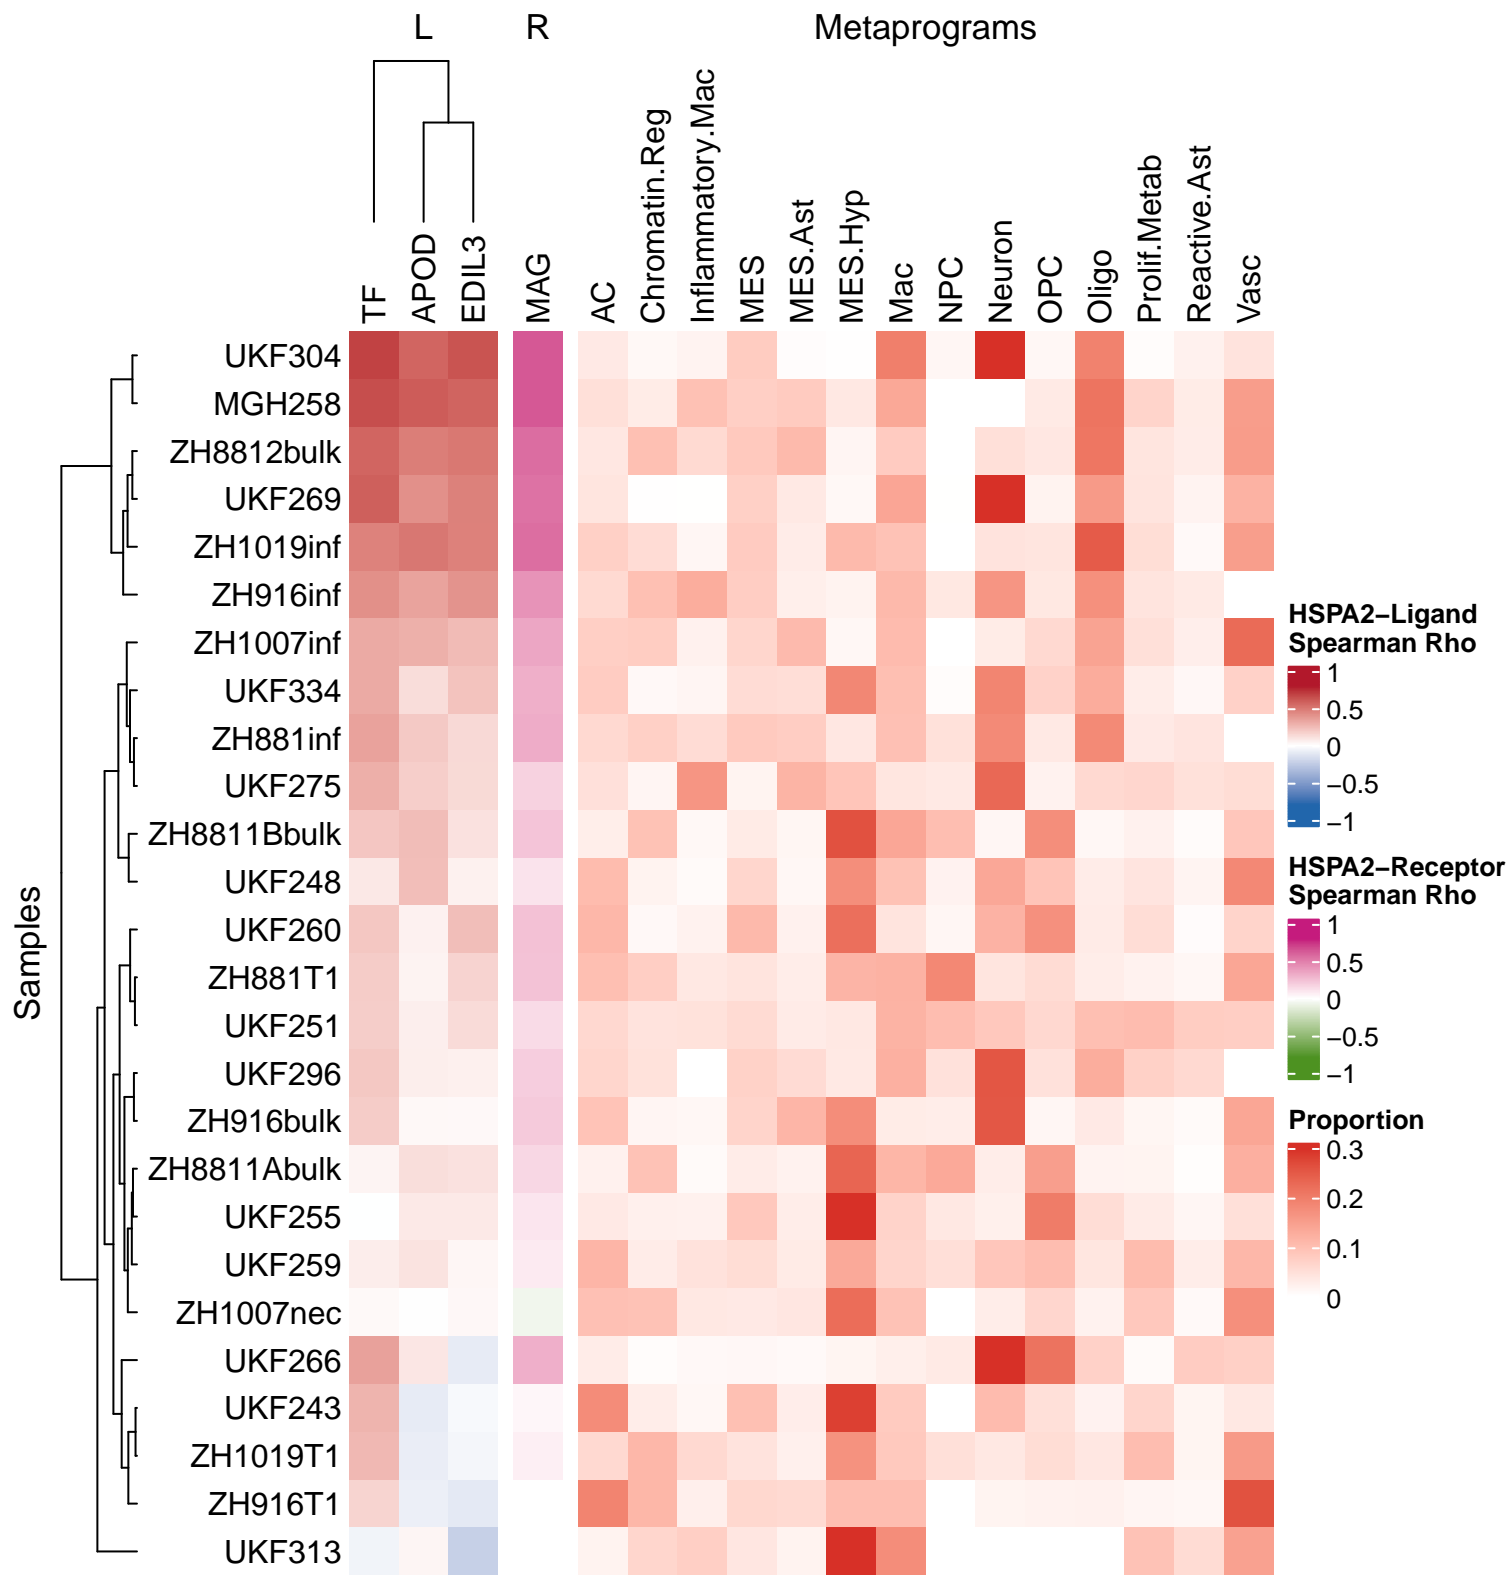 L R Metaprograms
TF APOD EDIL3 MAG AC Chromatin.Reg Inflammatory.Mac MES MES.Ast MES.Hyp Mac NPC Neuron OPC Oligo Prolif.Metab Reactive.Ast Vasc
Samples
UKF304
MGH258
ZH8812bulk
UKF269
ZH1019inf
ZH916inf
ZH1007inf
UKF334
ZH881inf
UKF275
ZH8811Bbulk
UKF248
UKF260
ZH881T1
UKF251
UKF296
ZH916bulk
ZH8811Abulk
UKF255
UKF259
ZH1007nec
UKF266
UKF243
ZH1019T1
ZH916T1
UKF313
HSPA2−Ligand
Spearman Rho
1
0.5
0
−0.5
−1
HSPA2−Receptor
Spearman Rho
1
0.5
0
−0.5
−1
Proportion
0.3
0.2
0.1
0